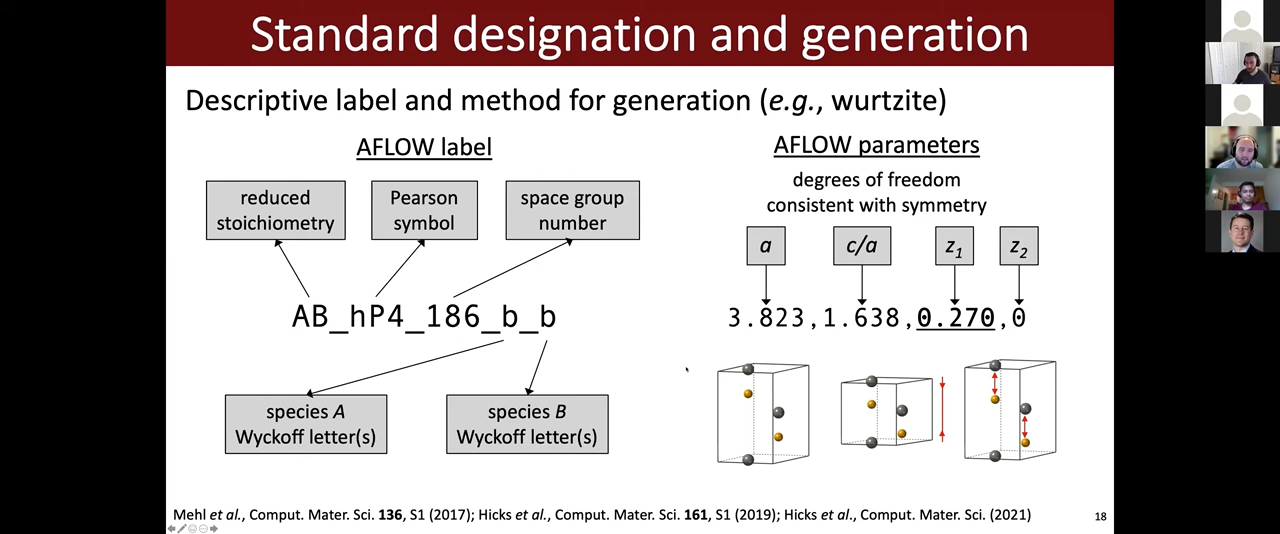 Standard designation and generation
Descriptive label and method for generation (e.g., wurtzite)
AFLOW label
reduced
stoichiometry
Pearson
symbol
space group
number
AB_hP4_186_b_b
species A
Wyckoff letter(s)
species B
Wyckoff letter(s)
AFLOW parameters
degrees of freedom
consistent with symmetry
a
c/a
z₁
z₂
3.823,1.638,0.270,0
Mehl et al., Comput. Mater. Sci. 136, S1 (2017); Hicks et al., Comput. Mater. Sci. 161, S1 (2019); Hicks et al., Comput. Mater. Sci. (2021)
18